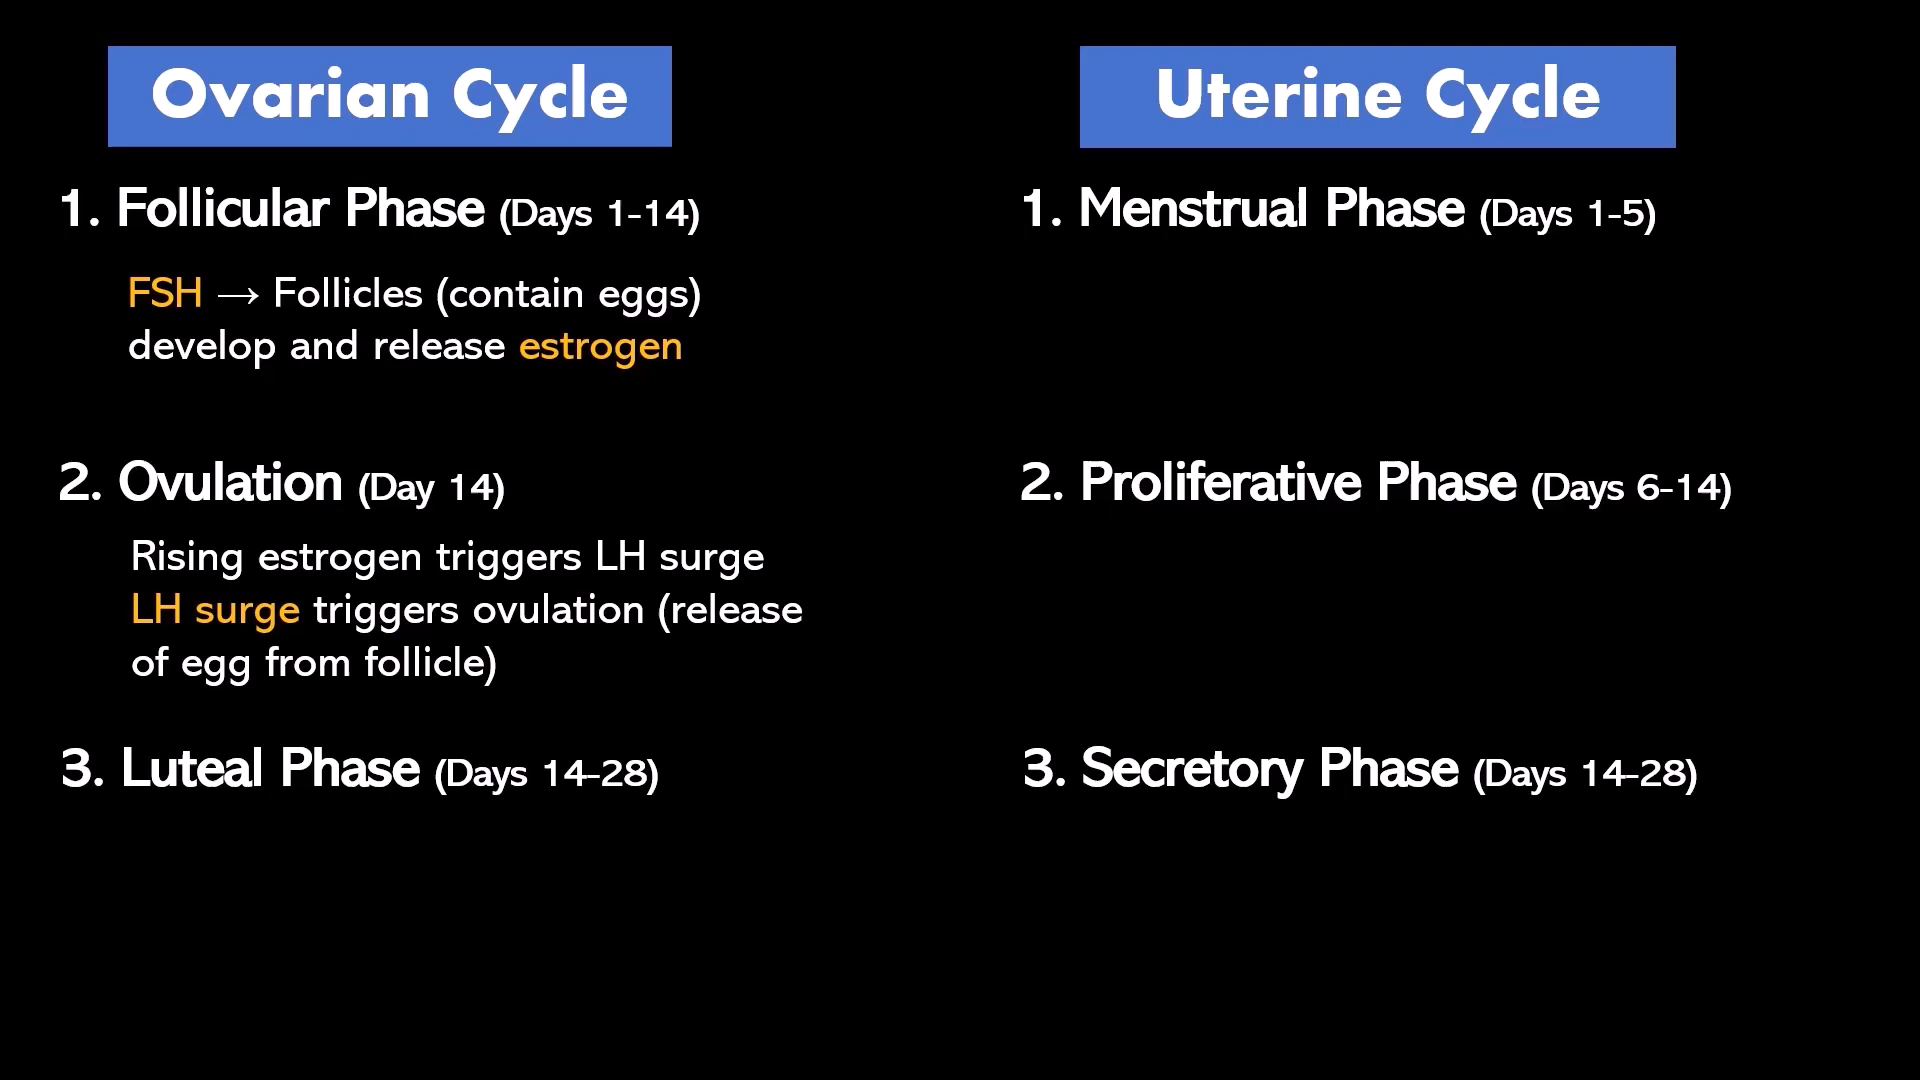 Ovarian Cycle
1. Follicular Phase (Days 1-14)
FSH → Follicles (contain eggs)
develop and release estrogen
2. Ovulation (Day 14)
Rising estrogen triggers LH surge
LH surge triggers ovulation (release
of egg from follicle)
3. Luteal Phase (Days 14-28)
Uterine Cycle
1. Menstrual Phase (Days 1-5)
2. Proliferative Phase (Days 6-14)
3. Secretory Phase (Days 14-28)